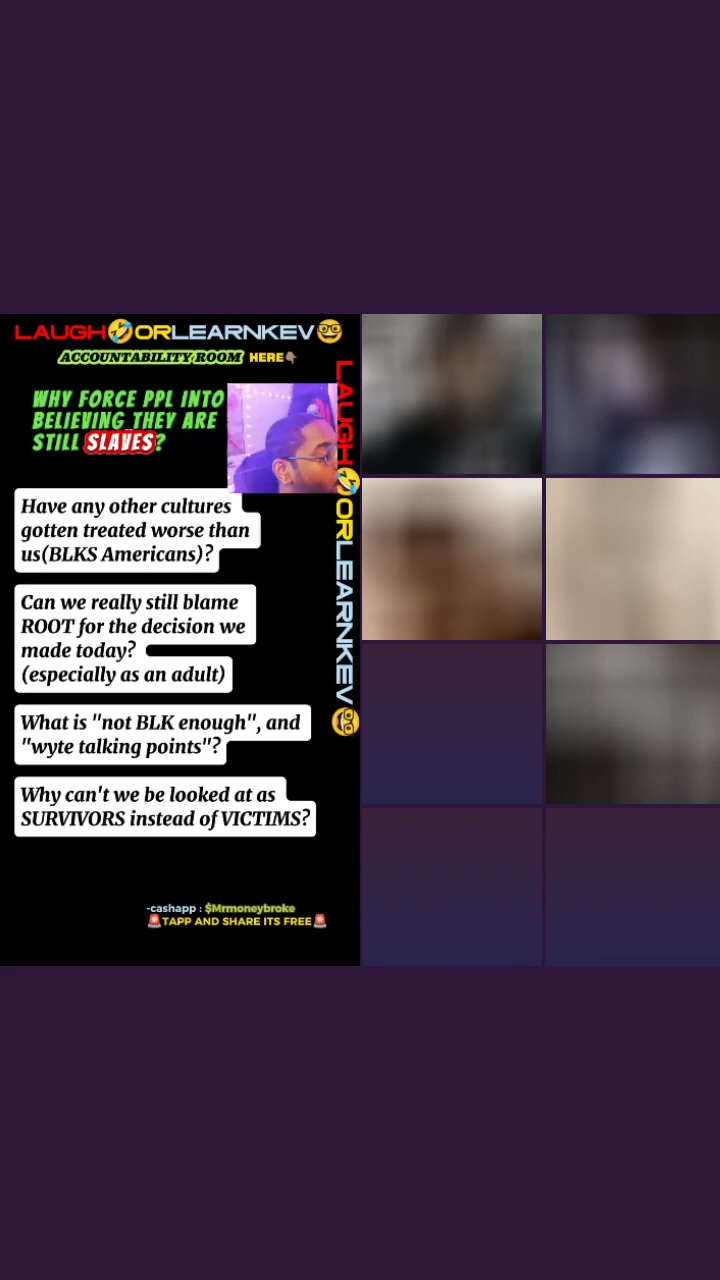 LAUGH🤣ORLEARNKEV🤓
ACCOUNTABILITY ROOM HERE👇🏽
WHY FORCE PPL INTO
BELIEVING THEY ARE
STILL SLAVES?
LAUGH🤣ORLEARNKEV🤓
Have any other cultures
gotten treated worse than
us(BLKS Americans)?
Can we really still blame
ROOT for the decision we
made today?
(especially as an adult)
What is "not BLK enough", and
"wyte talking points"?
Why can't we be looked at as
SURVIVORS instead of VICTIMS?
-cashapp : $Mrmoneybroke
🚨TAPP AND SHARE ITS FREE🚨